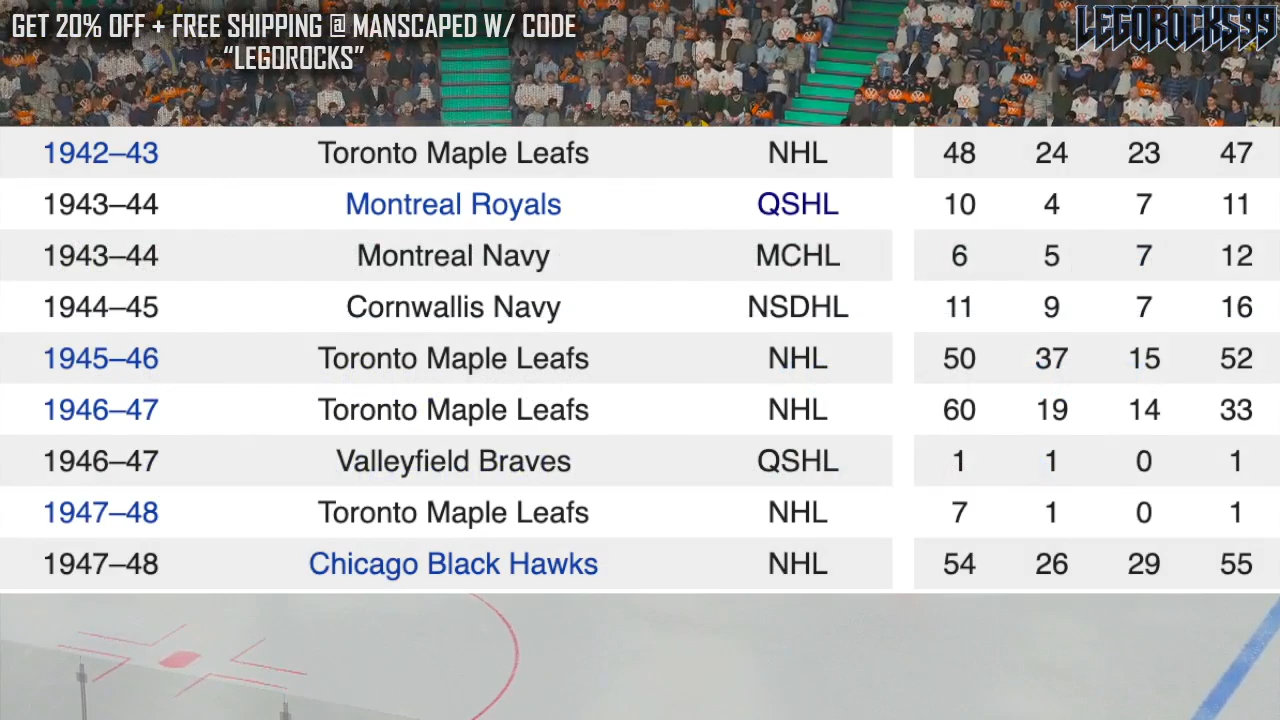 GET 20% OFF + FREE SHIPPING @ MANSCAPED W/ CODE
“LEGOROCKS”
LEGOROCKS99
1942–43 Toronto Maple Leafs NHL 48 24 23 47
1943–44 Montreal Royals QSHL 10 4 7 11
1943–44 Montreal Navy MCHL 6 5 7 12
1944–45 Cornwallis Navy NSDHL 11 9 7 16
1945–46 Toronto Maple Leafs NHL 50 37 15 52
1946–47 Toronto Maple Leafs NHL 60 19 14 33
1946–47 Valleyfield Braves QSHL 1 1 0 1
1947–48 Toronto Maple Leafs NHL 7 1 0 1
1947–48 Chicago Black Hawks NHL 54 26 29 55